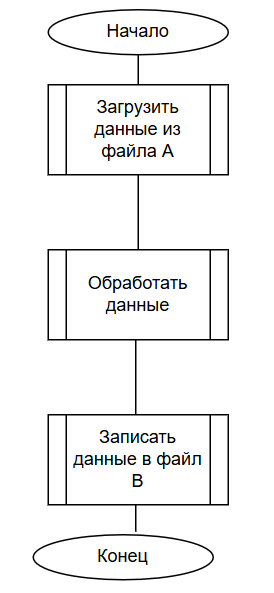 Начало
Загрузить
данные из
файла А
Обработать
данные
Записать
данные в файл
В
Конец